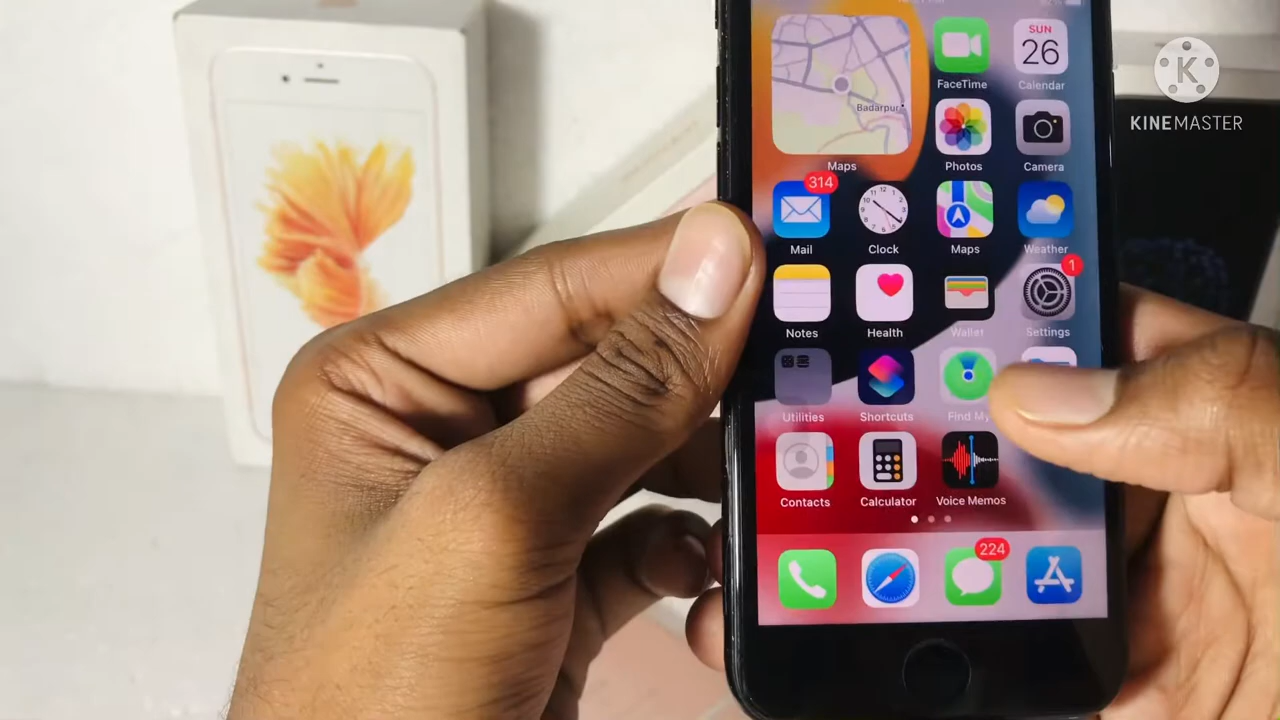 FaceTime
SUN
26
Calendar
Badarpur
Maps
Photos
Camera
314
Mail
Clock
Maps
Weather
1
Notes
Health
Wallet
Settings
Utilities
Shortcuts
Find My
Contacts
Calculator
Voice Memos
224
K
KINEMASTER